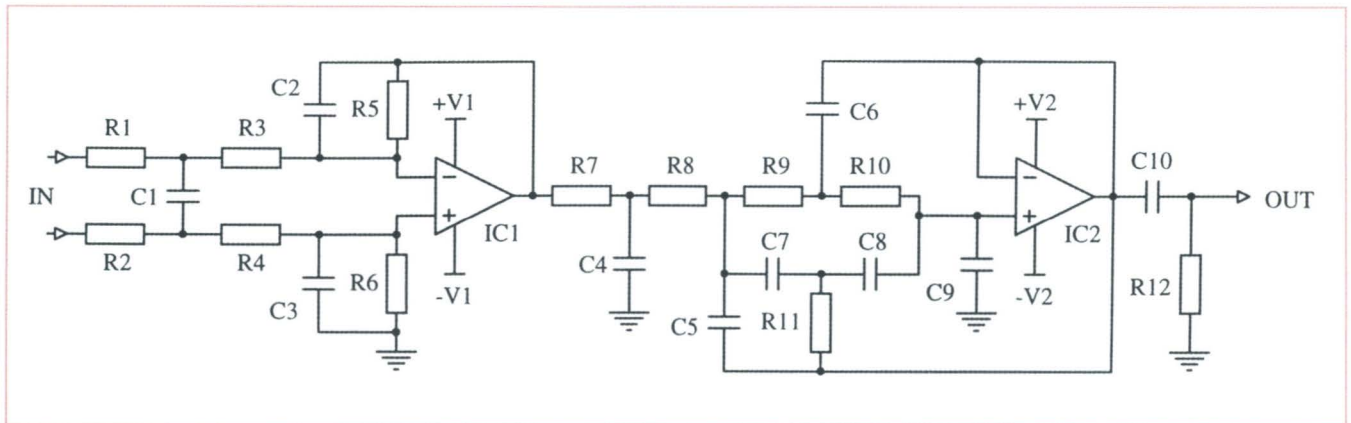 C2
R5
+V1
C6
+V2
R1
R3
C10
R7
R8
R9
R10
IN
C1
−
+
IC1
−
+
IC2
OUT
R2
R4
R6
C3
-V1
C4
C7
C8
C5
R11
C9
-V2
R12